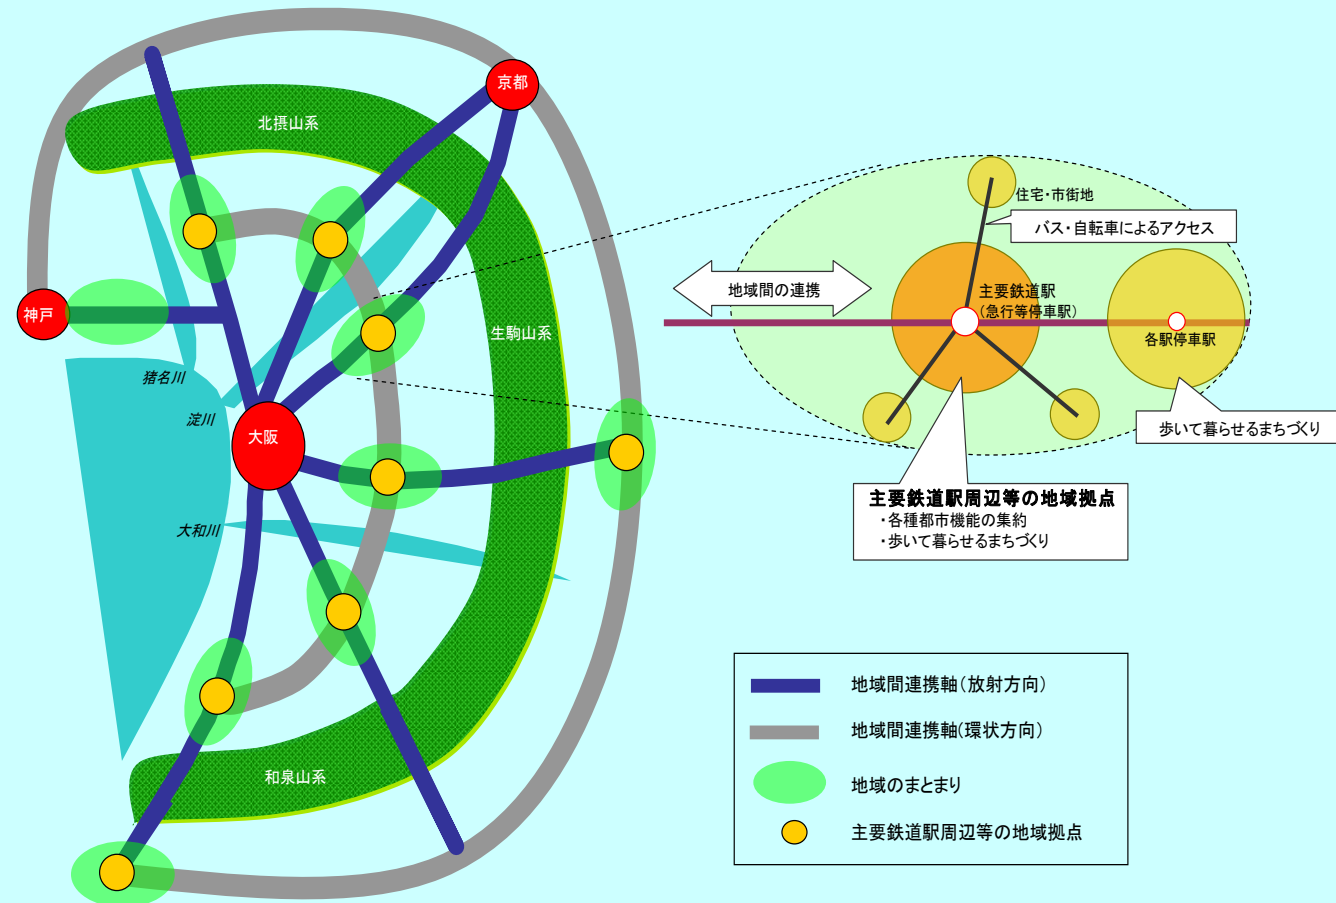 京都
北摂山系
神戸
生駒山系
猪名川
淀川
大阪
大和川
和泉山系
住宅・市街地
バス・自転車によるアクセス
地域間の連携
主要鉄道駅
(急行等停車駅)
各駅停車駅
歩いて暮らせるまちづくり
主要鉄道駅周辺等の地域拠点
・各種都市機能の集約
・歩いて暮らせるまちづくり
地域間連携軸(放射方向)
地域間連携軸(環状方向)
地域のまとまり
主要鉄道駅周辺等の地域拠点